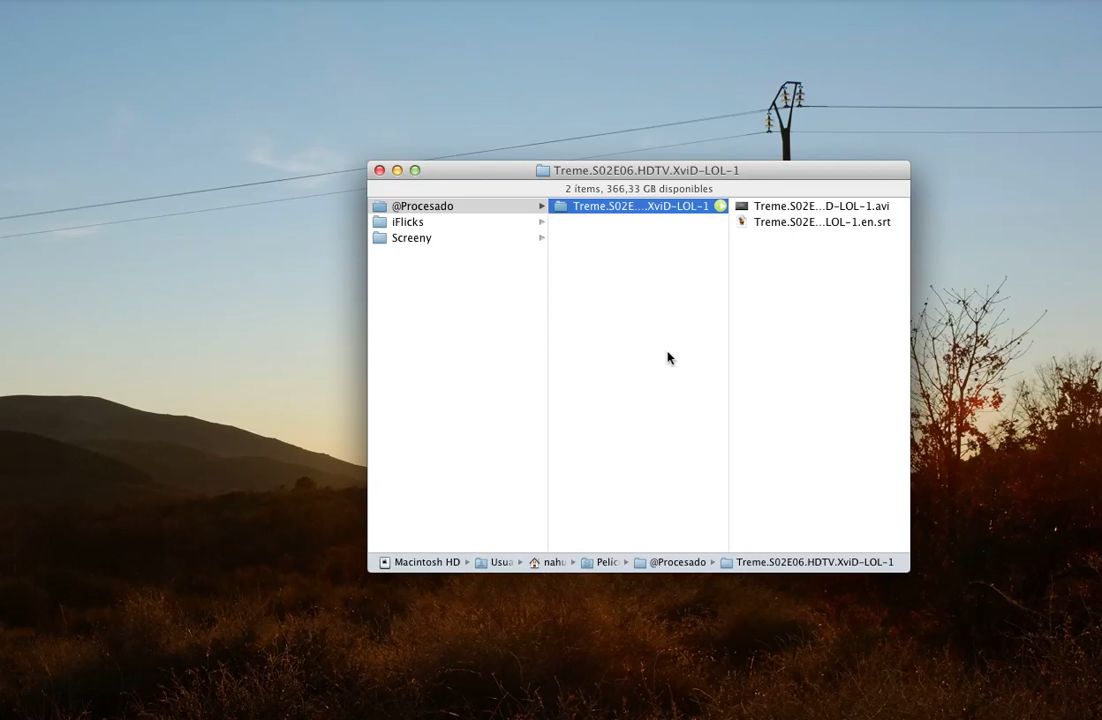 Treme.S02E06.HDTV.XviD-LOL-1
2 ítems, 366,33 GB disponibles
@Procesado
iFlicks
Screeny
Treme.S02E....XviD-LOL-1
Treme.S02E...D-LOL-1.avi
Treme.S02E...LOL-1.en.srt
Macintosh HD Usua nahu Pelíc @Procesado Treme.S02E06.HDTV.XviD-LOL-1